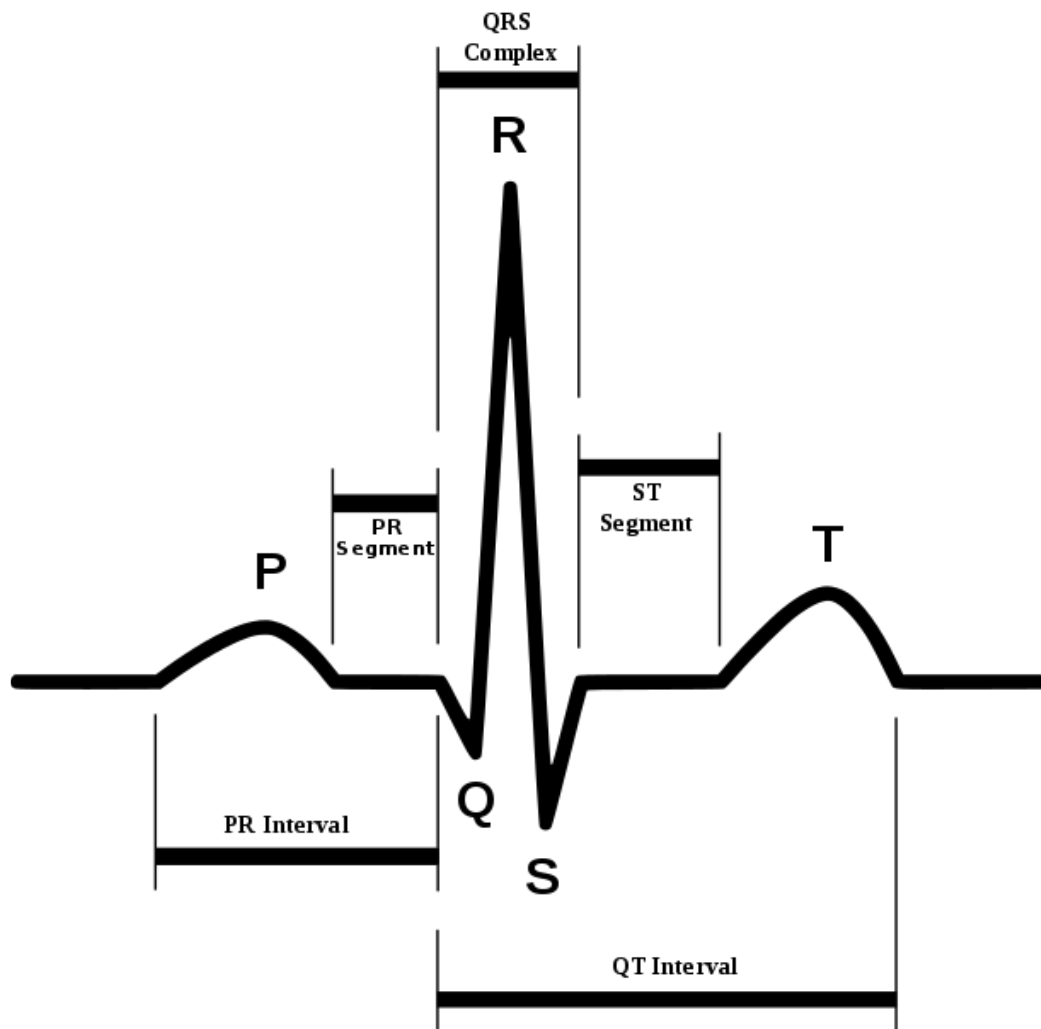 QRS
Complex
R
PR
Segment
ST
Segment
P
T
Q
PR Interval
S
QT Interval